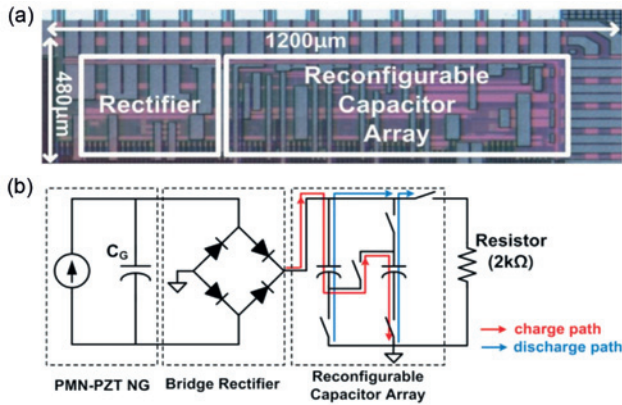 (a)
1200µm
480µm
Rectifier
Reconfigurable
Capacitor
Array
(b)
CG
Resistor
(2kΩ)
charge path
discharge path
PMN-PZT NG
Bridge Rectifier
Reconfigurable
Capacitor Array